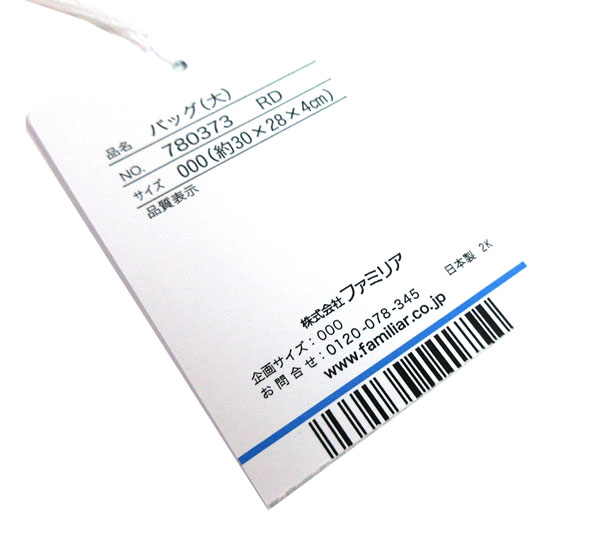 品名 バッグ(大)
NO. 780373 RD
サイズ 000(約30×28×4cm)
品質表示
株式会社ファミリア
企画サイズ:000 日本製 2K
お問合せ:0120-078-345
www.familiar.co.jp